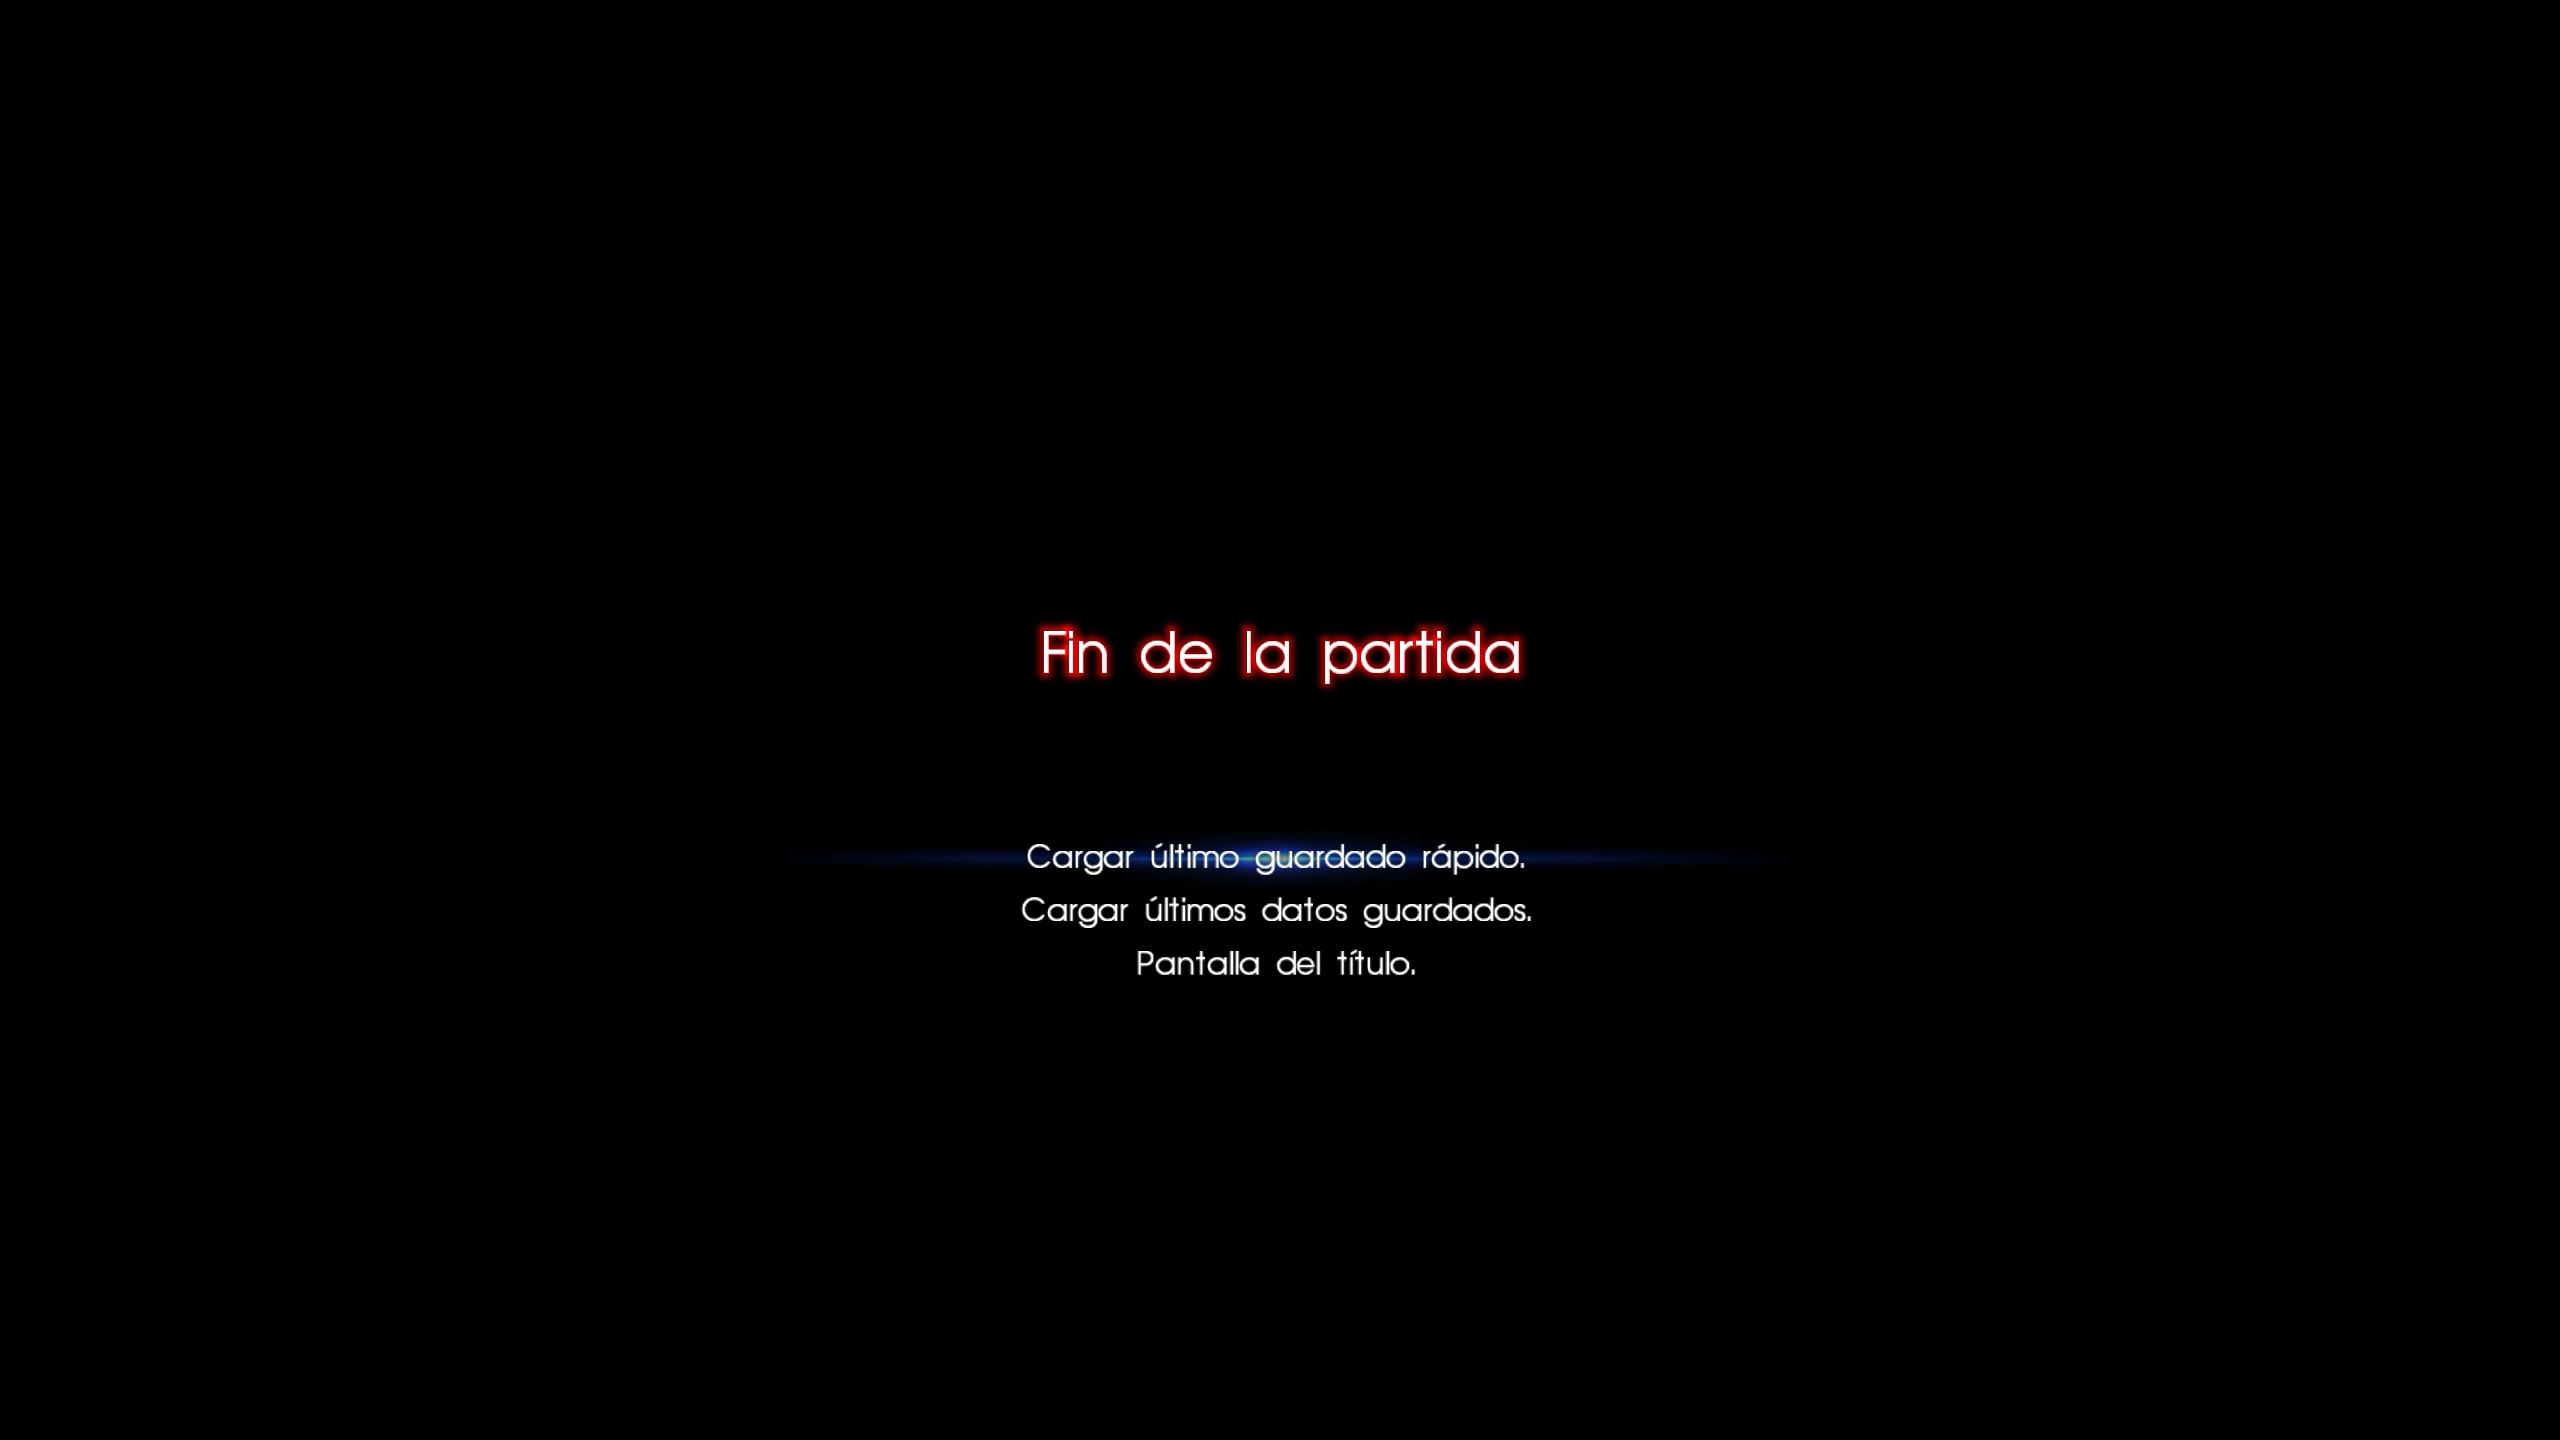 Fin de la partida
Cargar último guardado rápido.
Cargar últimos datos guardados.
Pantalla del título.